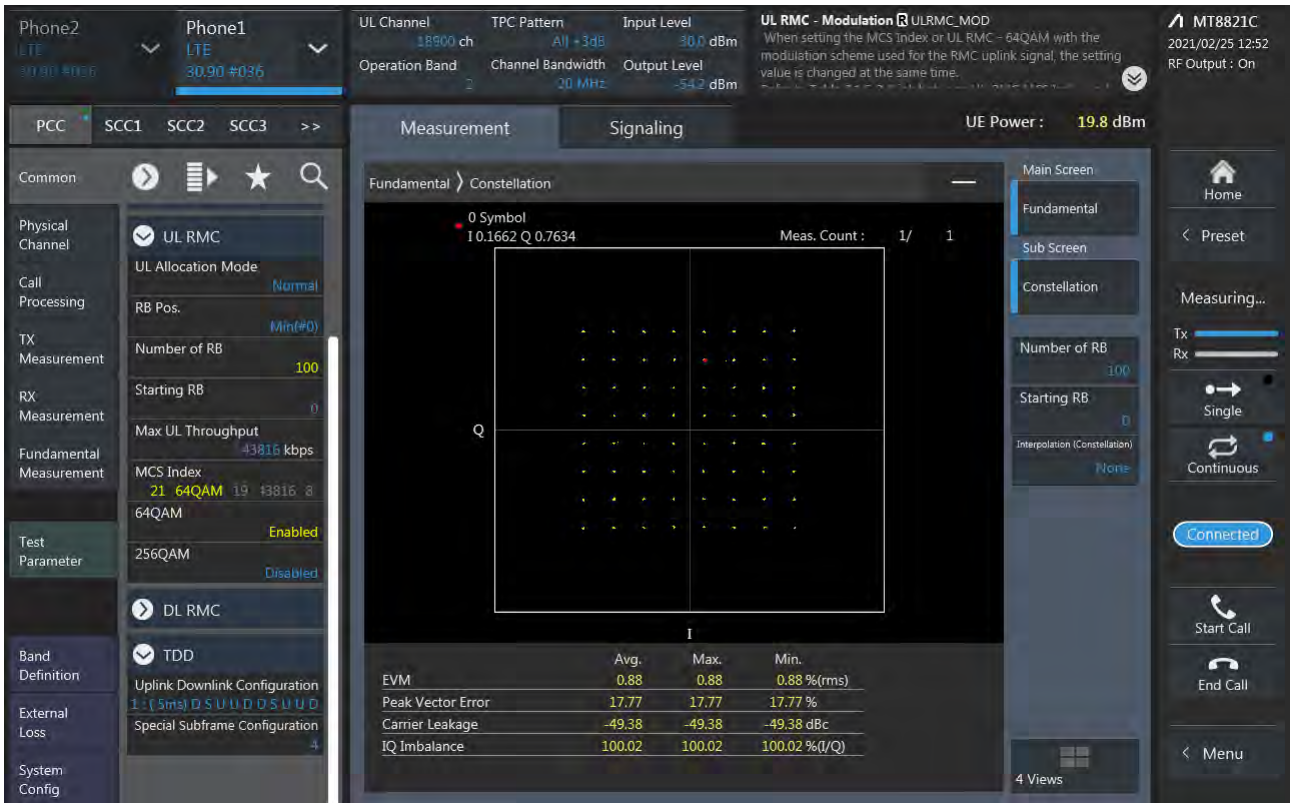 Phone2
LTE
30.90 #036
Phone1
LTE
30.90 #036
UL Channel
18900 ch
TPC Pattern
All +3dB
Input Level
30.0 dBm
Operation Band
2
Channel Bandwidth
20 MHz
Output Level
-54.2 dBm
UL RMC - Modulation R ULRMC_MOD
When setting the MCS Index or UL RMC - 64QAM with the
modulation scheme used for the RMC uplink signal, the setting
value is changed at the same time.
MT8821C
2021/02/25 12:52
RF Output : On
PCC
SCC1
SCC2
SCC3
>>
Measurement
Signaling
UE Power : 19.8 dBm
Common
Physical
Channel
Call
Processing
TX
Measurement
RX
Measurement
Fundamental
Measurement
Test
Parameter
Band
Definition
External
Loss
System
Config
UL RMC
UL Allocation Mode
Normal
RB Pos.
Min(#0)
Number of RB
100
Starting RB
0
Max UL Throughput
43816 kbps
MCS Index
21 64QAM 19 43816 8
64QAM
Enabled
256QAM
Disabled
DL RMC
TDD
Uplink Downlink Configuration
1 : ( 5ms) D S U U D D S U U D
Special Subframe Configuration
4
Fundamental 〉Constellation
0 Symbol
I 0.1662 Q 0.7634
Meas. Count : 1/ 1
Q
I
Avg. Max. Min.
EVM 0.88 0.88 0.88 %(rms)
Peak Vector Error 17.77 17.77 17.77 %
Carrier Leakage -49.38 -49.38 -49.38 dBc
IQ Imbalance 100.02 100.02 100.02 %(I/Q)
Main Screen
Fundamental
Sub Screen
Constellation
Number of RB
100
Starting RB
0
Interpolation (Constellation)
None
4 Views
Home
< Preset
Measuring...
Tx
Rx
Single
Continuous
Connected
Start Call
End Call
< Menu